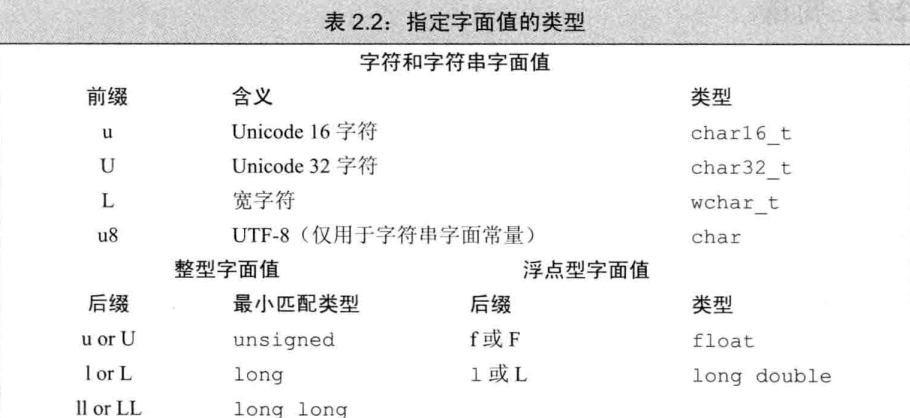 表 2.2：指定字面值的类型
字符和字符串字面值
前缀 含义 类型
u Unicode 16 字符 char16_t
U Unicode 32 字符 char32_t
L 宽字符 wchar_t
u8 UTF-8（仅用于字符串字面常量） char
整型字面值 浮点型字面值
后缀 最小匹配类型 后缀 类型
u or U unsigned f 或 F float
l or L long l 或 L long double
ll or LL long long